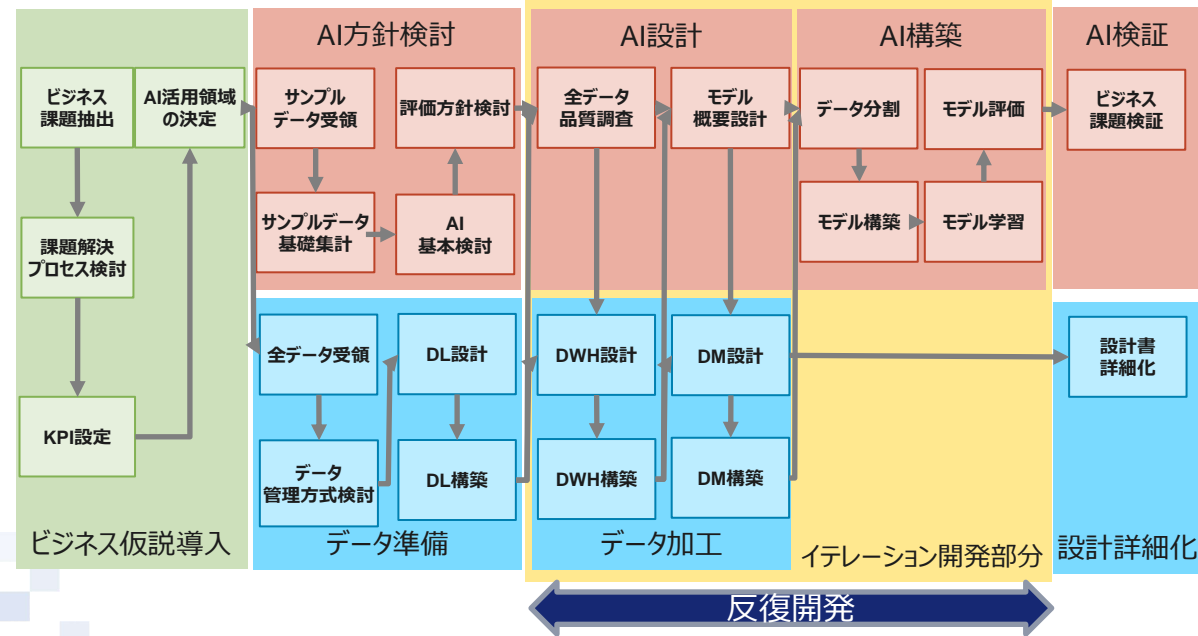 AI方針検討
AI設計
AI構築
AI検証
ビジネス
課題抽出
AI活用領域
の決定
課題解決
プロセス検討
KPI設定
ビジネス仮説導入
サンプル
データ受領
評価方針検討
サンプルデータ
基礎集計
AI
基本検討
全データ
品質調査
モデル
概要設計
データ分割
モデル評価
モデル構築
モデル学習
ビジネス
課題検証
全データ受領
DL設計
データ
管理方式検討
DL構築
データ準備
DWH設計
DM設計
DWH構築
DM構築
データ加工
イテレーション開発部分
設計書
詳細化
設計詳細化
反復開発